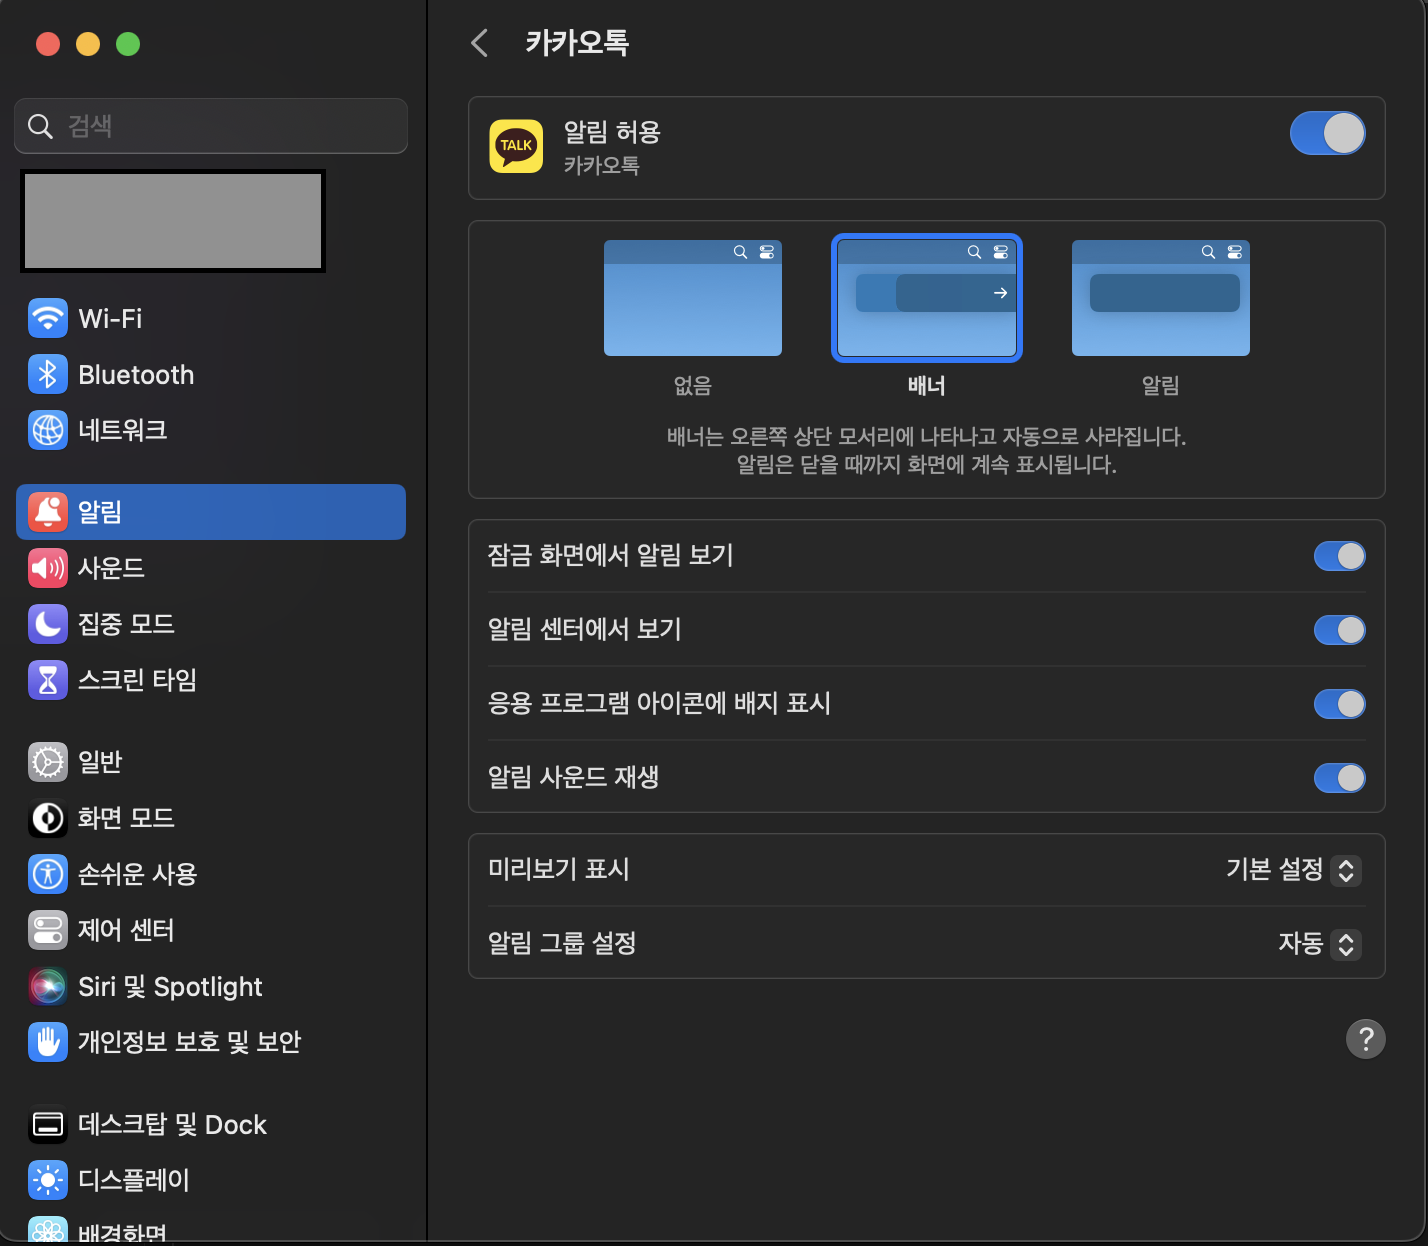 검색
Wi-Fi
Bluetooth
네트워크
알림
사운드
집중 모드
스크린 타임
일반
화면 모드
손쉬운 사용
제어 센터
Siri 및 Spotlight
개인정보 보호 및 보안
데스크탑 및 Dock
디스플레이
배경화면
카카오톡
TALK
알림 허용
카카오톡
없음
배너
알림
배너는 오른쪽 상단 모서리에 나타나고 자동으로 사라집니다.
알림은 닫을 때까지 화면에 계속 표시됩니다.
잠금 화면에서 알림 보기
알림 센터에서 보기
응용 프로그램 아이콘에 배지 표시
알림 사운드 재생
미리보기 표시 기본 설정
알림 그룹 설정 자동
?